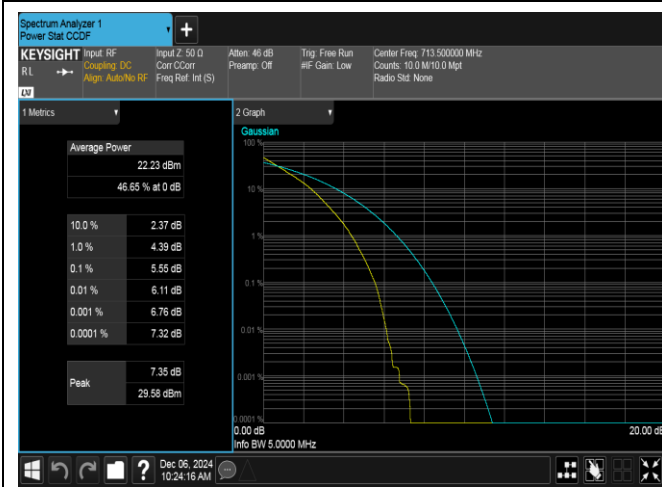 Spectrum Analyzer 1
Power Stat CCDF
+
KEYSIGHT
RL
LXI
Input: RF
Coupling: DC
Align: Auto/No RF
Input Z: 50 Ω
Corr CCorr
Freq Ref: Int (S)
Atten: 46 dB
Preamp: Off
Trig: Free Run
#IF Gain: Low
Center Freq: 713.500000 MHz
Counts: 10.0 M/10.0 Mpt
Radio Std: None
1 Metrics
Average Power
22.23 dBm
46.65 % at 0 dB
10.0 % 2.37 dB
1.0 % 4.39 dB
0.1 % 5.55 dB
0.01 % 6.11 dB
0.001 % 6.76 dB
0.0001 % 7.32 dB
Peak
7.35 dB
29.58 dBm
2 Graph
Gaussian
100 %
10 %
1 %
0.1 %
0.01 %
0.001 %
0.0001 %
0.00 dB
20.00 dB
Info BW 5.0000 MHz
?
Dec 06, 2024
10:24:16 AM